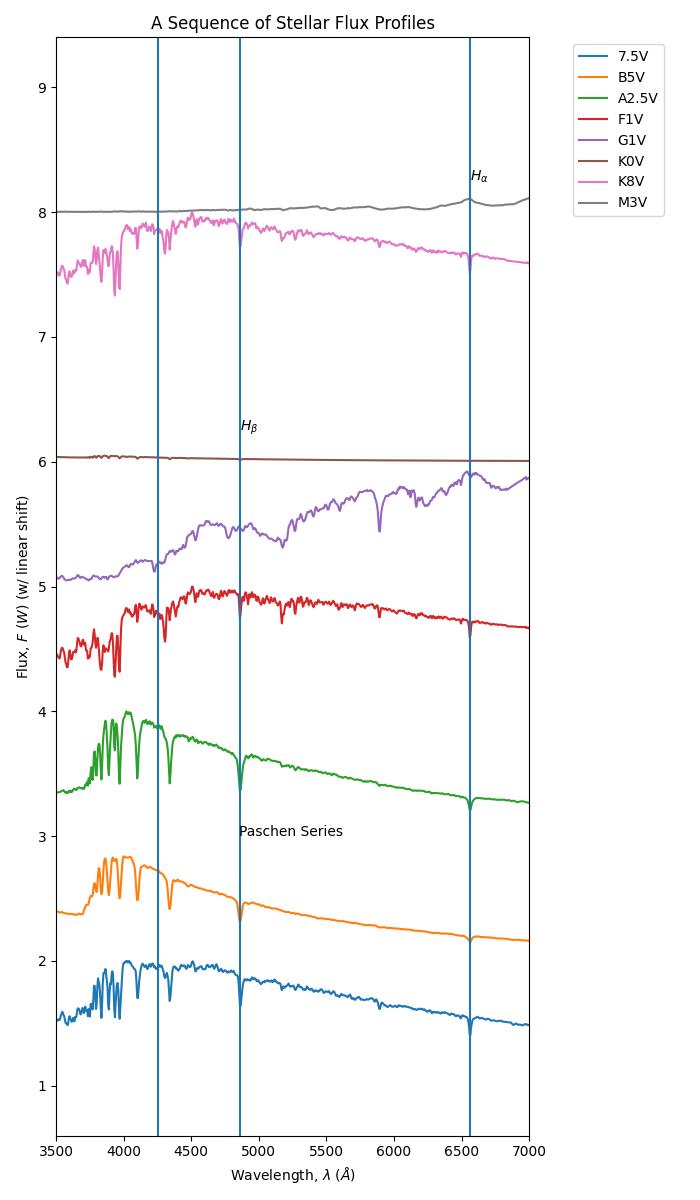 A Sequence of Stellar Flux Profiles
9
8
7
6
5
4
3
2
1
Flux, F (W) (w/ linear shift)
H_α
H_β
Paschen Series
3500 4000 4500 5000 5500 6000 6500 7000
Wavelength, λ (Å)
7.5V
B5V
A2.5V
F1V
G1V
K0V
K8V
M3V